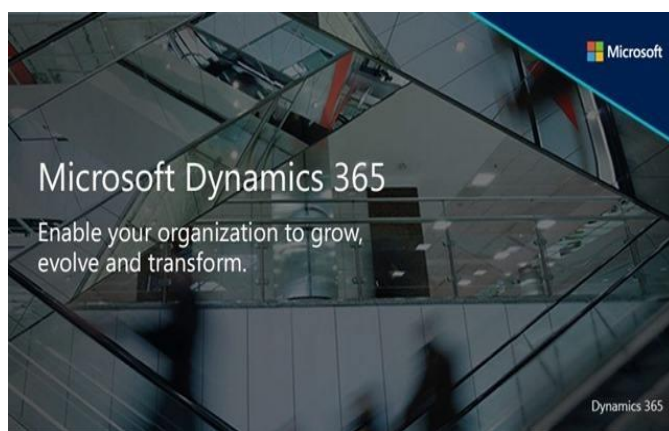 Microsoft
Microsoft Dynamics 365
Enable your organization to grow,
evolve and transform.
Dynamics 365